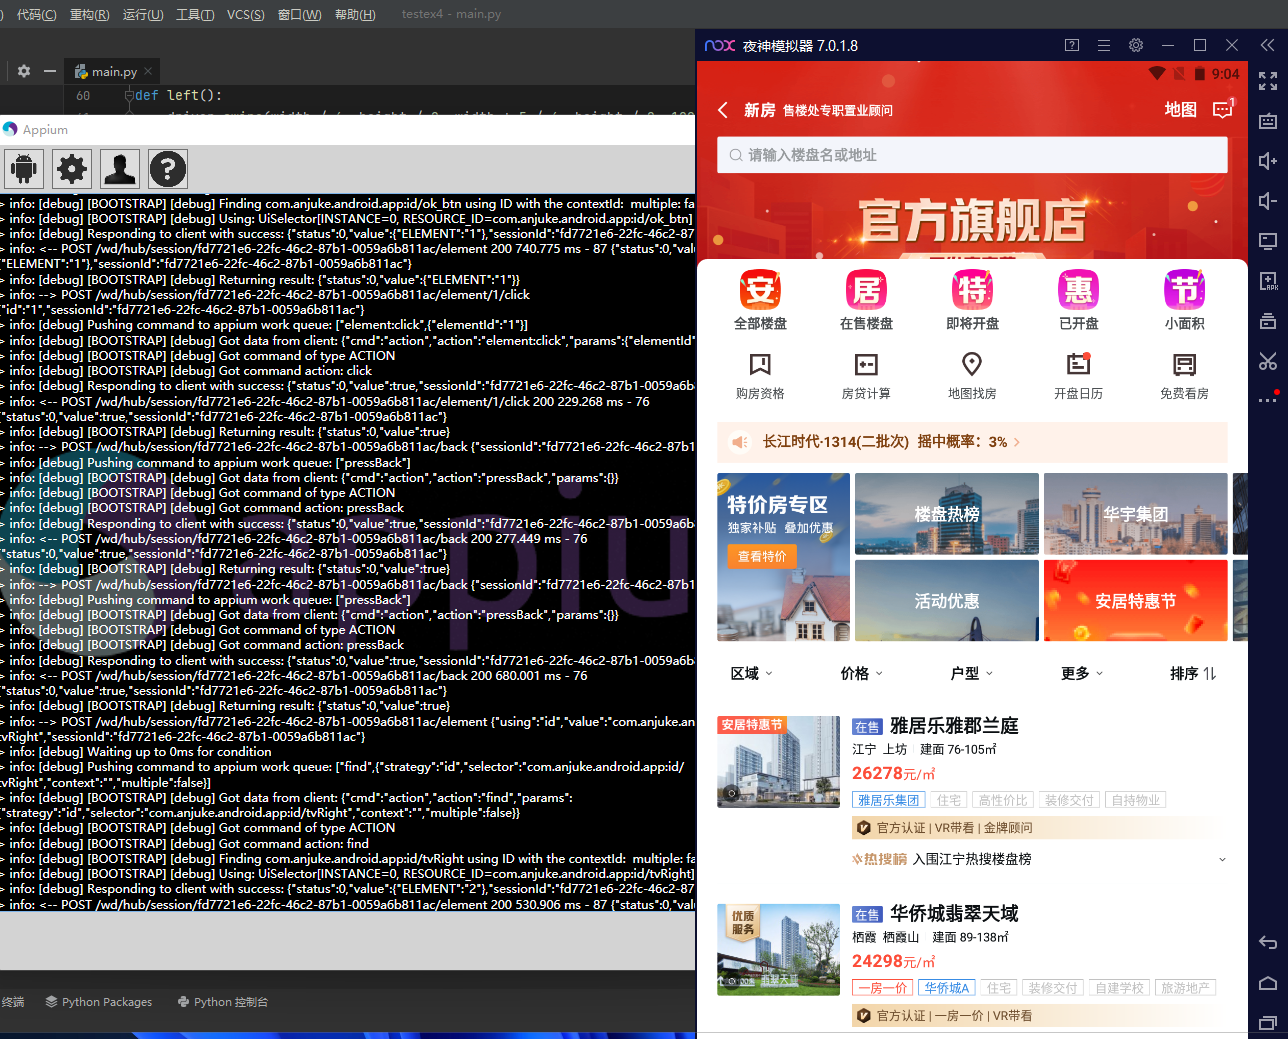 ) 代码(C) 重构(R) 运行(U) 工具(T) VCS(S) 窗口(W) 帮助(H) testex4 - main.py
main.py
60 def left():
Appium
> info: [debug] [BOOTSTRAP] [debug] Finding com.anjuke.android.app:id/ok_btn using ID with the contextId:  multiple: fa
> info: [debug] [BOOTSTRAP] [debug] Using: UiSelector[INSTANCE=0, RESOURCE_ID=com.anjuke.android.app:id/ok_btn]
> info: [debug] [BOOTSTRAP] [debug] Responding to client with success: {"status":0,"value":{"ELEMENT":"1"},"sessionId":"fd7721e6-22fc-46c2-87
> info: <-- POST /wd/hub/session/fd7721e6-22fc-46c2-87b1-0059a6b811ac/element 200 740.775 ms - 87 {"status":0,"valu
{"ELEMENT":"1"},"sessionId":"fd7721e6-22fc-46c2-87b1-0059a6b811ac"}
> info: [debug] [BOOTSTRAP] [debug] Returning result: {"status":0,"value":{"ELEMENT":"1"}}
> info: --> POST /wd/hub/session/fd7721e6-22fc-46c2-87b1-0059a6b811ac/element/1/click
{"id":"1","sessionId":"fd7721e6-22fc-46c2-87b1-0059a6b811ac"}
> info: [debug] Pushing command to appium work queue: ["element:click",{"elementId":"1"}]
> info: [debug] [BOOTSTRAP] [debug] Got data from client: {"cmd":"action","action":"element:click","params":{"elementId"
> info: [debug] [BOOTSTRAP] [debug] Got command of type ACTION
> info: [debug] [BOOTSTRAP] [debug] Got command action: click
> info: [debug] [BOOTSTRAP] [debug] Responding to client with success: {"status":0,"value":true,"sessionId":"fd7721e6-22fc-46c2-87b1-0059a6b8
> info: <-- POST /wd/hub/session/fd7721e6-22fc-46c2-87b1-0059a6b811ac/element/1/click 200 229.268 ms - 76
{"status":0,"value":true,"sessionId":"fd7721e6-22fc-46c2-87b1-0059a6b811ac"}
> info: [debug] [BOOTSTRAP] [debug] Returning result: {"status":0,"value":true}
> info: --> POST /wd/hub/session/fd7721e6-22fc-46c2-87b1-0059a6b811ac/back {"sessionId":"fd7721e6-22fc-46c2-87b1
> info: [debug] Pushing command to appium work queue: ["pressBack"]
> info: [debug] [BOOTSTRAP] [debug] Got data from client: {"cmd":"action","action":"pressBack","params":{}}
> info: [debug] [BOOTSTRAP] [debug] Got command of type ACTION
> info: [debug] [BOOTSTRAP] [debug] Got command action: pressBack
> info: [debug] [BOOTSTRAP] [debug] Responding to client with success: {"status":0,"value":true,"sessionId":"fd7721e6-22fc-46c2-87b1-0059a6b8
> info: <-- POST /wd/hub/session/fd7721e6-22fc-46c2-87b1-0059a6b811ac/back 200 277.449 ms - 76
{"status":0,"value":true,"sessionId":"fd7721e6-22fc-46c2-87b1-0059a6b811ac"}
> info: [debug] [BOOTSTRAP] [debug] Returning result: {"status":0,"value":true}
> info: --> POST /wd/hub/session/fd7721e6-22fc-46c2-87b1-0059a6b811ac/back {"sessionId":"fd7721e6-22fc-46c2-87b1
> info: [debug] Pushing command to appium work queue: ["pressBack"]
> info: [debug] [BOOTSTRAP] [debug] Got data from client: {"cmd":"action","action":"pressBack","params":{}}
> info: [debug] [BOOTSTRAP] [debug] Got command of type ACTION
> info: [debug] [BOOTSTRAP] [debug] Got command action: pressBack
> info: [debug] [BOOTSTRAP] [debug] Responding to client with success: {"status":0,"value":true,"sessionId":"fd7721e6-22fc-46c2-87b1-0059a6b8
> info: <-- POST /wd/hub/session/fd7721e6-22fc-46c2-87b1-0059a6b811ac/back 200 680.001 ms - 76
{"status":0,"value":true,"sessionId":"fd7721e6-22fc-46c2-87b1-0059a6b811ac"}
> info: [debug] [BOOTSTRAP] [debug] Returning result: {"status":0,"value":true}
> info: --> POST /wd/hub/session/fd7721e6-22fc-46c2-87b1-0059a6b811ac/element {"using":"id","value":"com.anjuke.an
tvRight","sessionId":"fd7721e6-22fc-46c2-87b1-0059a6b811ac"}
> info: [debug] Waiting up to 0ms for condition
> info: [debug] Pushing command to appium work queue: ["find",{"strategy":"id","selector":"com.anjuke.android.app:id/
tvRight","context":"","multiple":false}]
> info: [debug] [BOOTSTRAP] [debug] Got data from client: {"cmd":"action","action":"find","params":
{"strategy":"id","selector":"com.anjuke.android.app:id/tvRight","context":"","multiple":false}}
> info: [debug] [BOOTSTRAP] [debug] Got command of type ACTION
> info: [debug] [BOOTSTRAP] [debug] Got command action: find
> info: [debug] [BOOTSTRAP] [debug] Finding com.anjuke.android.app:id/tvRight using ID with the contextId:  multiple: fa
> info: [debug] [BOOTSTRAP] [debug] Using: UiSelector[INSTANCE=0, RESOURCE_ID=com.anjuke.android.app:id/tvRight]
> info: [debug] [BOOTSTRAP] [debug] Responding to client with success: {"status":0,"value":{"ELEMENT":"2"},"sessionId":"fd7721e6-22fc-46c2-87
> info: <-- POST /wd/hub/session/fd7721e6-22fc-46c2-87b1-0059a6b811ac/element 200 530.906 ms - 87 {"status":0,"valu
终端 Python Packages Python 控制台
nox 夜神模拟器 7.0.1.8
9:04
新房 售楼处专职置业顾问 地图 1
请输入楼盘名或地址
官方旗舰店
安 居 特 惠 节
全部楼盘 在售楼盘 即将开盘 已开盘 小面积
购房资格 房贷计算 地图找房 开盘日历 免费看房
长江时代·1314(二批次) 摇中概率：3%
特价房专区
独家补贴 叠加优惠
查看特价
楼盘热榜 华宇集团
活动优惠 安居特惠节
区域 价格 户型 更多 排序
安居特惠节
在售 雅居乐雅郡兰庭
江宁 上坊 建面 76-105㎡
26278元/㎡
雅居乐集团 住宅 高性价比 装修交付 自持物业
官方认证 | VR带看 | 金牌顾问
热搜榜 入围江宁热搜楼盘榜
优质
服务
翡翠天域
在售 华侨城翡翠天域
栖霞 栖霞山 建面 89-138㎡
24298元/㎡
一房一价 华侨城A 住宅 装修交付 自建学校 旅游地产
官方认证 | 一房一价 | VR带看